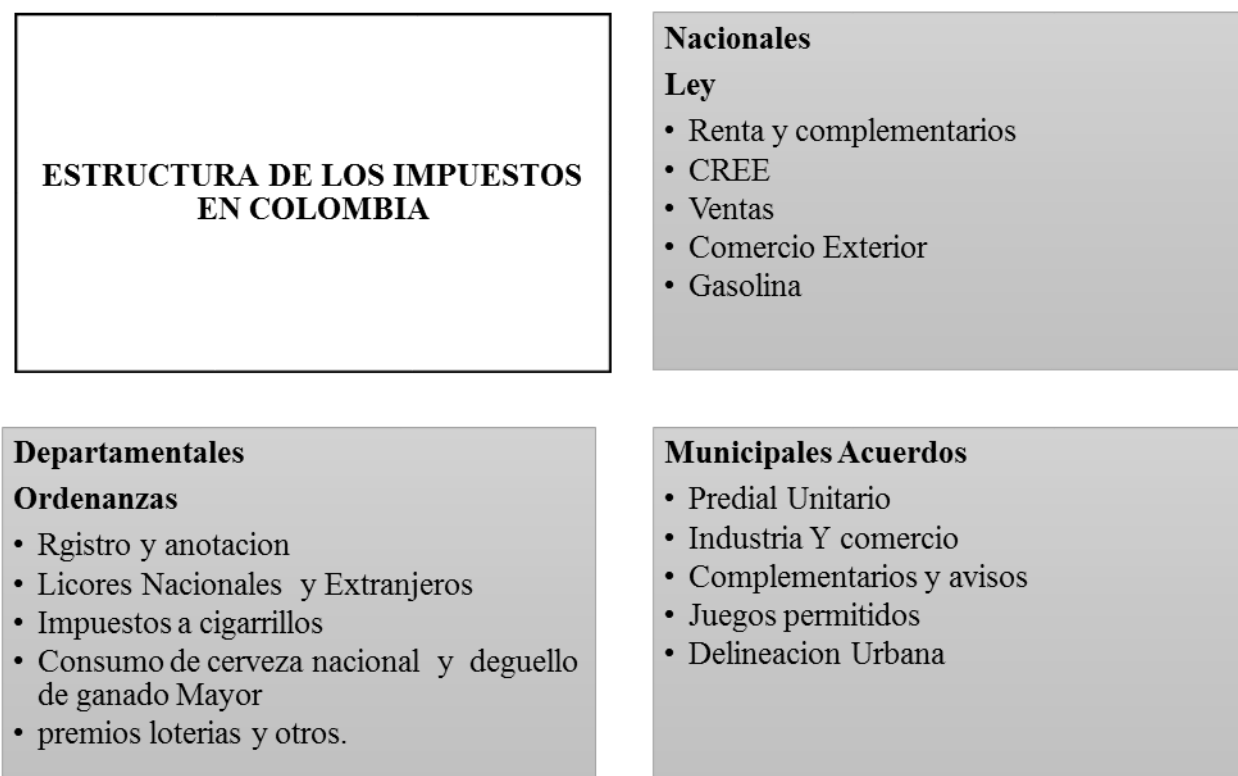 ESTRUCTURA DE LOS IMPUESTOS
EN COLOMBIA
Nacionales
Ley
• Renta y complementarios
• CREE
• Ventas
• Comercio Exterior
• Gasolina
Departamentales
Ordenanzas
• Rgistro y anotacion
• Licores Nacionales y Extranjeros
• Impuestos a cigarrillos
• Consumo de cerveza nacional y deguello
de ganado Mayor
• premios loterias y otros.
Municipales Acuerdos
• Predial Unitario
• Industria Y comercio
• Complementarios y avisos
• Juegos permitidos
• Delineacion Urbana